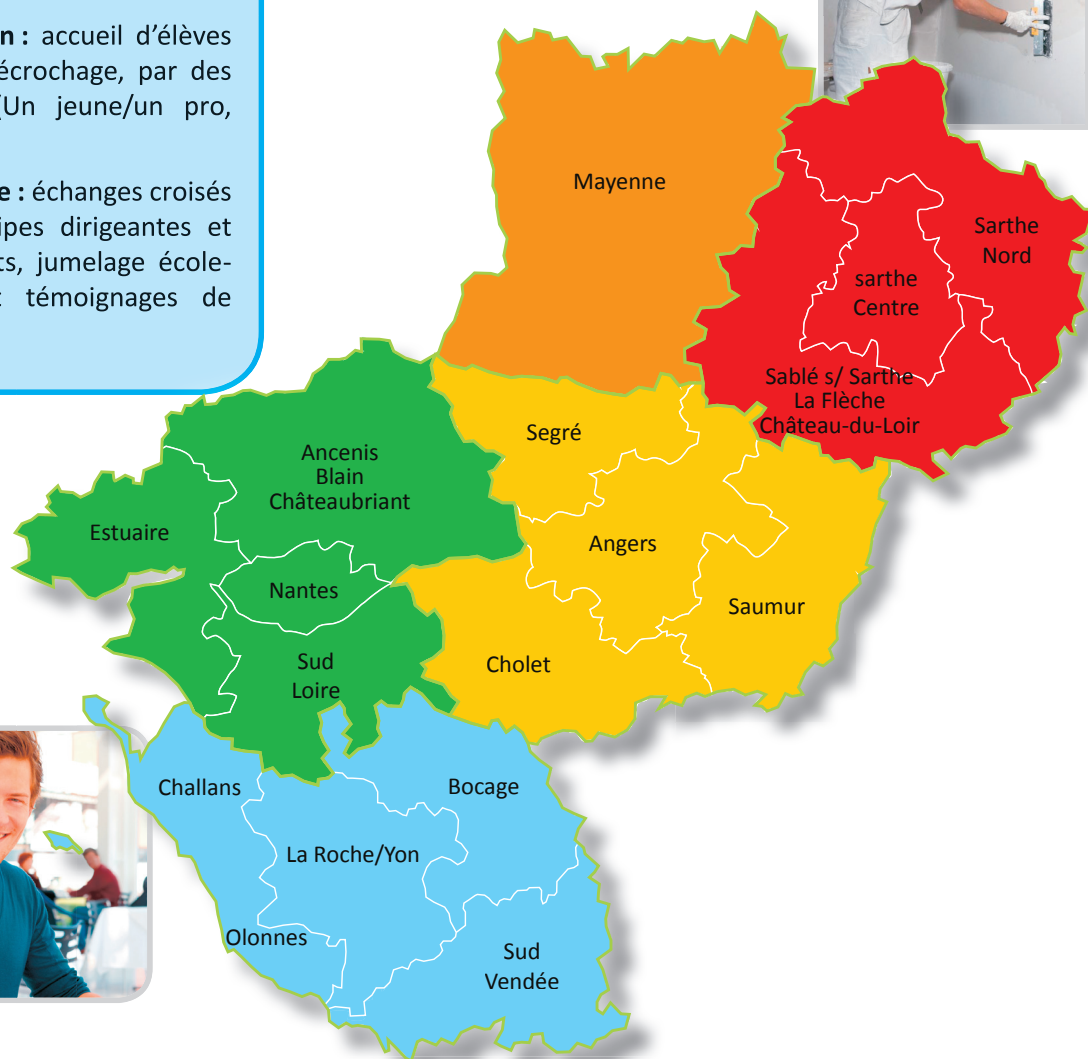 n : accueil d’élèves
écrochage, par des
Un jeune/un pro,
e : échanges croisés
ipes dirigeantes et
ts, jumelage école-
t témoignages de
Mayenne
Sarthe
Nord
sarthe
Centre
Sablé s/ Sarthe
La Flèche
Château-du-Loir
Segré
Ancenis
Blain
Châteaubriant
Estuaire
Angers
Nantes
Saumur
Sud
Loire
Cholet
Challans
Bocage
La Roche/Yon
Olonnes
Sud
Vendée